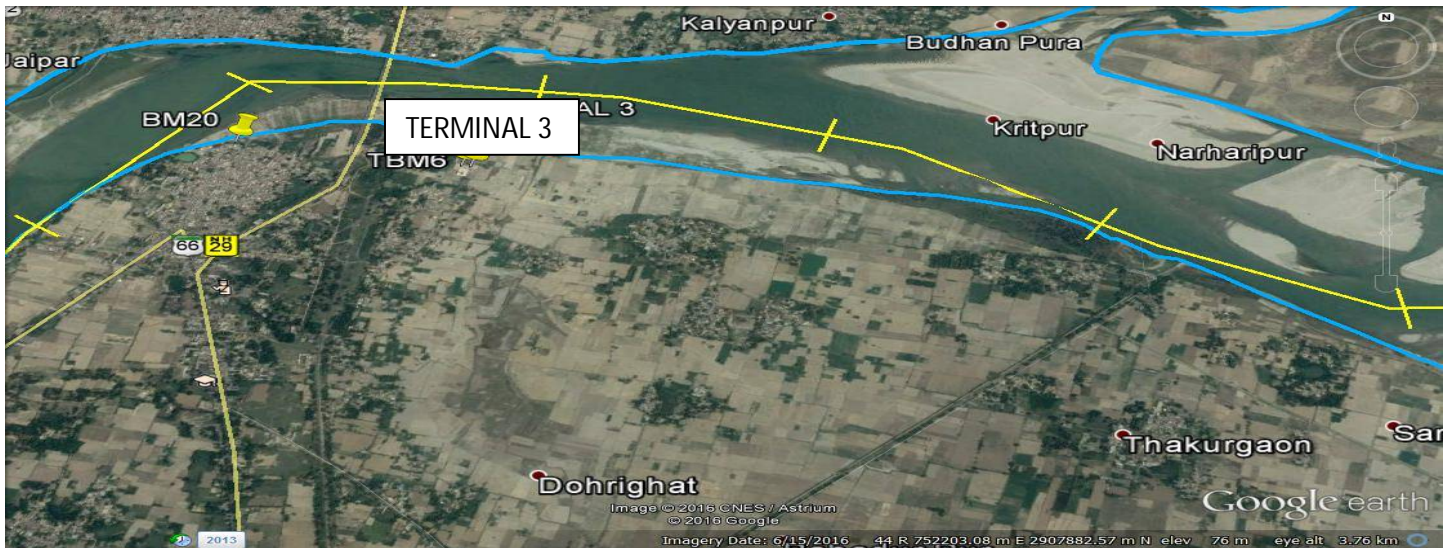 N
Kalyanpur
Budhan Pura
Jaipar
BM20
AL 3
TERMINAL 3
Kritpur
TBM6
Narharipur
66
NH
29
Thakurgaon
Sar
Dohrighat
Google earth
Image © 2016 CNES / Astrium
© 2016 Google
2013
Imagery Date: 6/15/2016 44 R 752203.08 m E 2907882.57 m N elev 76 m eye alt 3.76 km